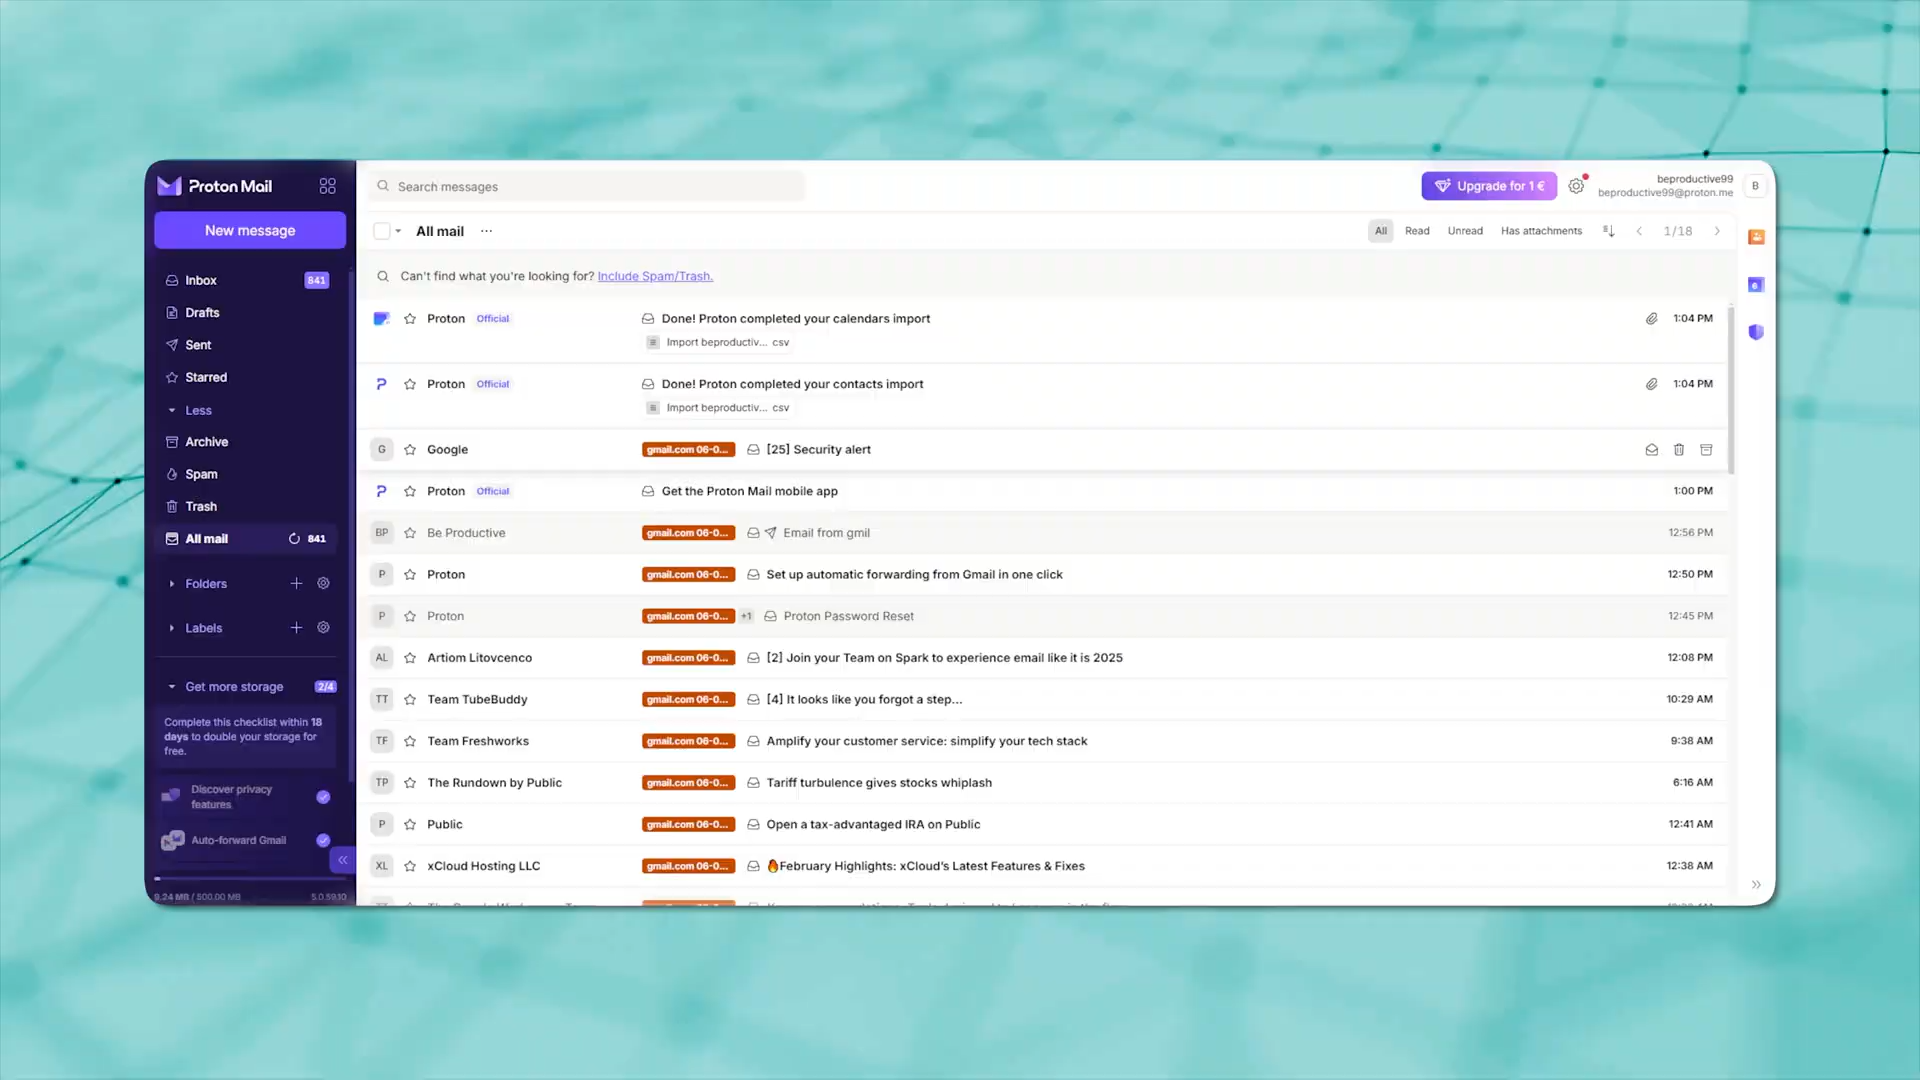 Proton Mail
Search messages
Upgrade for 1 €
beproductive99
beproductive99@proton.me
B
New message
All mail
All
Read
Unread
Has attachments
1/18
Can't find what you're looking for? Include Spam/Trash.
Inbox 841
Drafts
Sent
Starred
Less
Archive
Spam
Trash
All mail 841
Folders
Labels
Get more storage 2/4
Complete this checklist within 18
days to double your storage for
free.
Discover privacy
features
Auto-forward Gmail
9.24 MB / 500.00 MB 5.0.59.10
Proton Official Done! Proton completed your calendars import 1:04 PM
Import beproductiv... csv
Proton Official Done! Proton completed your contacts import 1:04 PM
Import beproductiv... csv
G Google gmail.com 06-0... [25] Security alert
Proton Official Get the Proton Mail mobile app 1:00 PM
BP Be Productive gmail.com 06-0... Email from gmil 12:56 PM
P Proton gmail.com 06-0... Set up automatic forwarding from Gmail in one click 12:50 PM
P Proton gmail.com 06-0... +1 Proton Password Reset 12:45 PM
AL Artiom Litovcenco gmail.com 06-0... [2] Join your Team on Spark to experience email like it is 2025 12:08 PM
TT Team TubeBuddy gmail.com 06-0... [4] It looks like you forgot a step... 10:29 AM
TF Team Freshworks gmail.com 06-0... Amplify your customer service: simplify your tech stack 9:38 AM
TP The Rundown by Public gmail.com 06-0... Tariff turbulence gives stocks whiplash 6:16 AM
P Public gmail.com 06-0... Open a tax-advantaged IRA on Public 12:41 AM
XL xCloud Hosting LLC gmail.com 06-0... 🔥February Highlights: xCloud's Latest Features & Fixes 12:38 AM
6